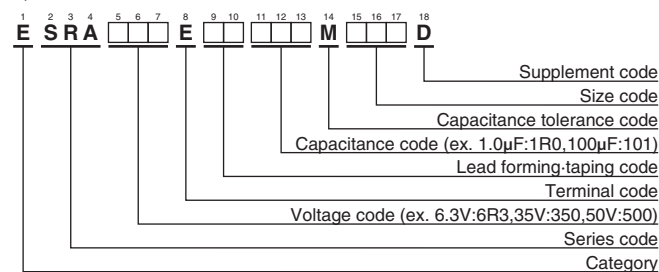 1 2 3 4 5 6 7 8 9 10 11 12 13 14 15 16 17 18
E S R A E M D
Supplement code
Size code
Capacitance tolerance code
Capacitance code (ex. 1.0μF:1R0,100μF:101)
Lead forming·taping code
Terminal code
Voltage code (ex. 6.3V:6R3,35V:350,50V:500)
Series code
Category